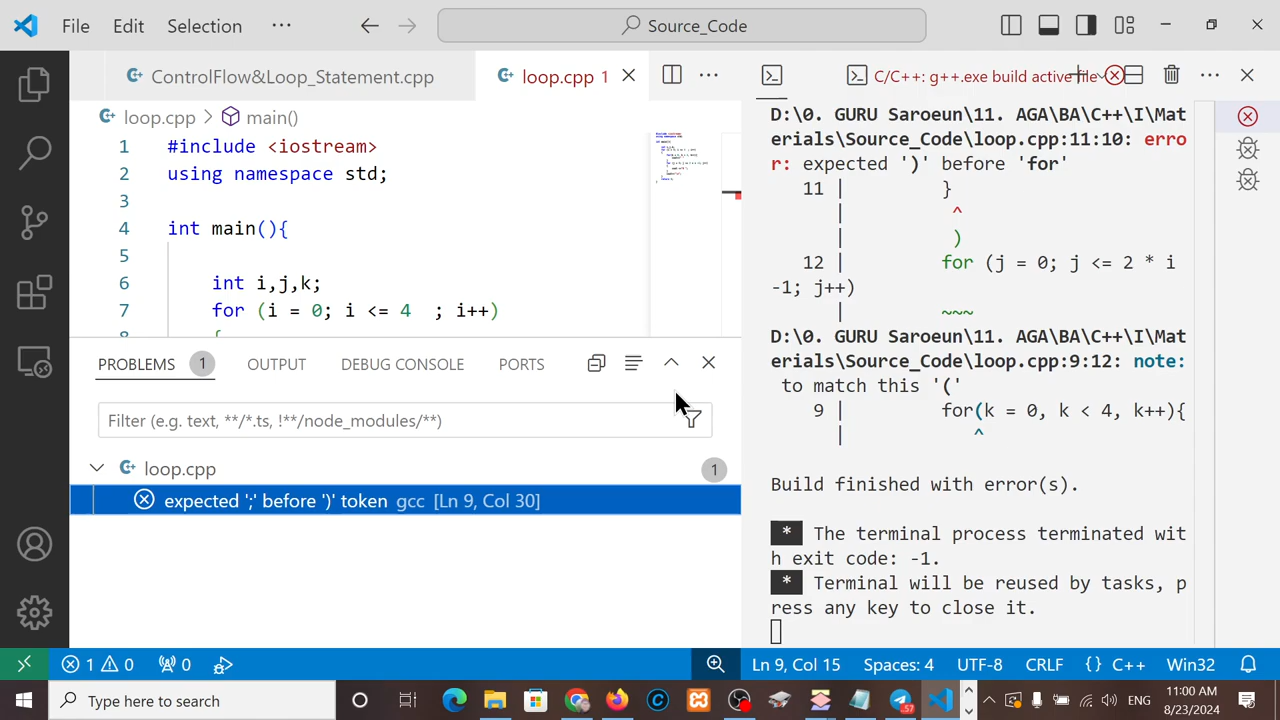 File Edit Selection ··· Source_Code
ControlFlow&Loop_Statement.cpp loop.cpp 1
C/C++: g++.exe build active file
loop.cpp > main()
1 #include <iostream>
2 using namespace std;
3
4 int main(){
5
6 int i,j,k;
7 for (i = 0; i <= 4 ; i++)
8 {
PROBLEMS 1 OUTPUT DEBUG CONSOLE PORTS
Filter (e.g. text, **/*.ts, !**/node_modules/**)
loop.cpp 1
expected ';' before ')' token gcc [Ln 9, Col 30]
D:\0. GURU Saroeun\11. AGA\BA\C++\I\Mat
erials\Source_Code\loop.cpp:11:10: erro
r: expected ')' before 'for'
11 | }
| ^
| )
12 | for (j = 0; j <= 2 * i
-1; j++)
| ~~~
D:\0. GURU Saroeun\11. AGA\BA\C++\I\Mat
erials\Source_Code\loop.cpp:9:12: note:
to match this '('
9 | for(k = 0, k < 4, k++){
| ^
Build finished with error(s).
* The terminal process terminated wit
h exit code: -1.
* Terminal will be reused by tasks, p
ress any key to close it.
1 0 0 Ln 9, Col 15 Spaces: 4 UTF-8 CRLF {} C++ Win32
Type here to search 57 ENG 11:00 AM
8/23/2024